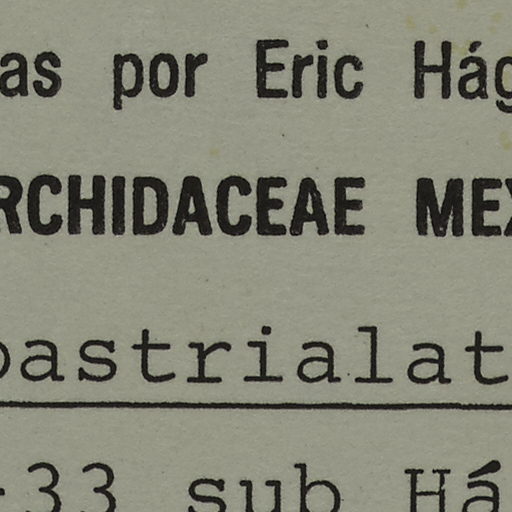 as por Eric Hág
RCHIDACEAE MEX
oastrialat
-33 sub Há